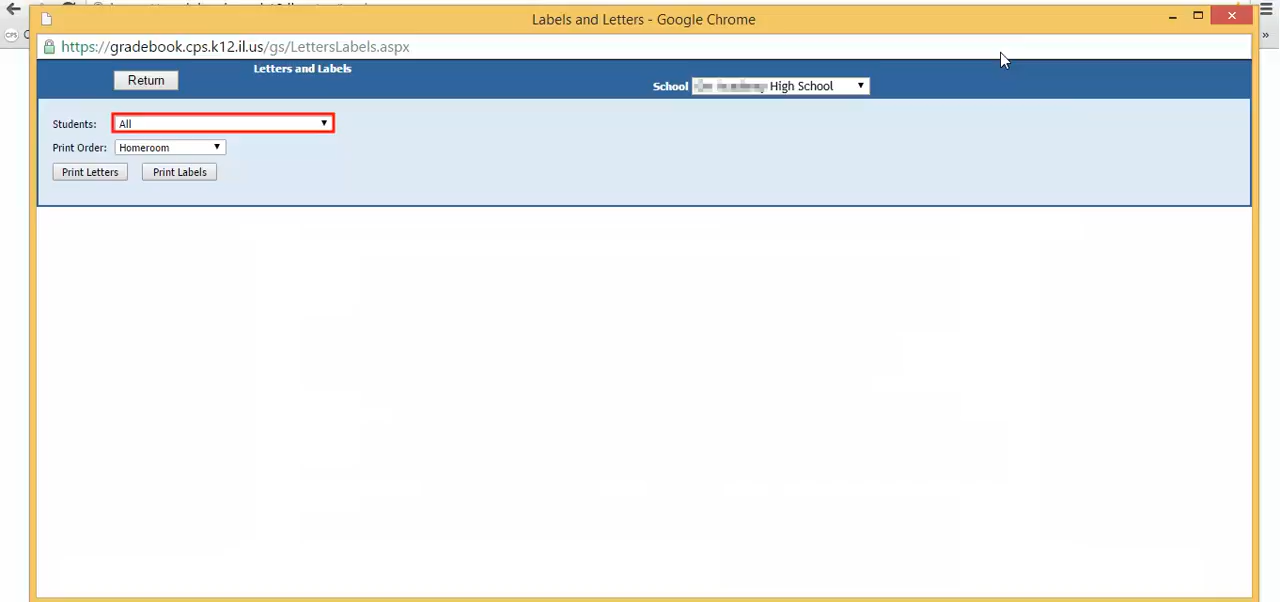 Labels and Letters - Google Chrome
https://gradebook.cps.k12.il.us/gs/LettersLabels.aspx
Return
Letters and Labels
School
High School
Students:
All
Print Order:
Homeroom
Print Letters
Print Labels